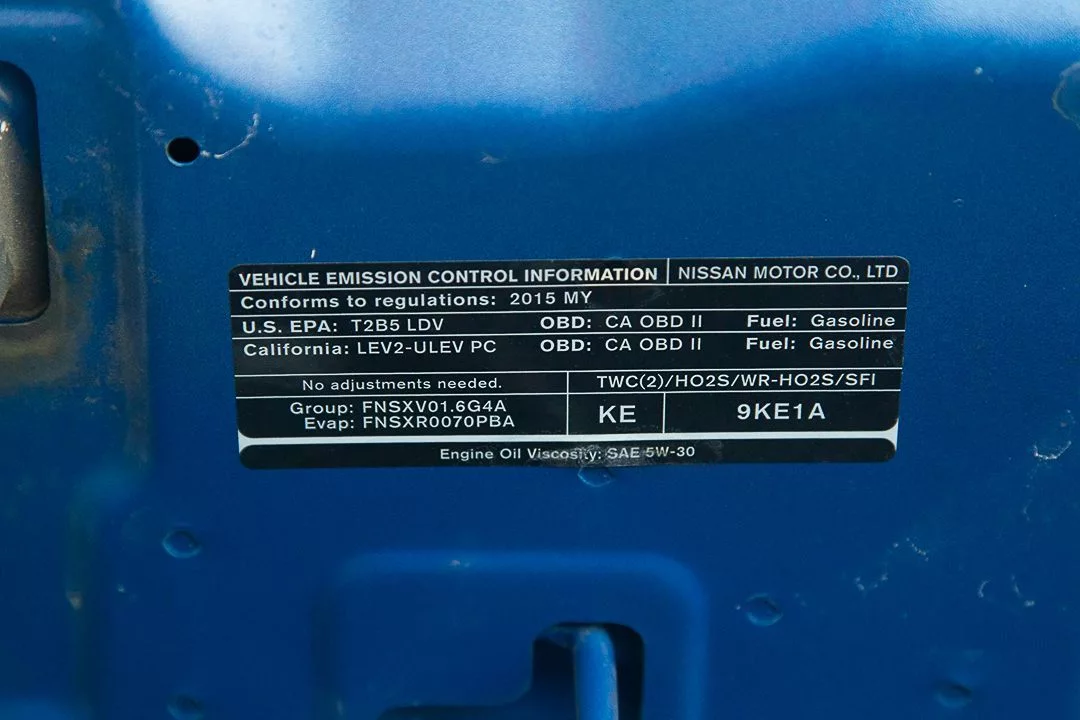 VEHICLE EMISSION CONTROL INFORMATION NISSAN MOTOR CO., LTD
Conforms to regulations: 2015 MY
U.S. EPA: T2B5 LDV OBD: CA OBD II Fuel: Gasoline
California: LEV2-ULEV PC OBD: CA OBD II Fuel: Gasoline
No adjustments needed. TWC(2)/HO2S/WR-HO2S/SFI
Group: FNSXV01.6G4A KE 9KE1A
Evap: FNSXR0070PBA
Engine Oil Viscosity: SAE 5W-30